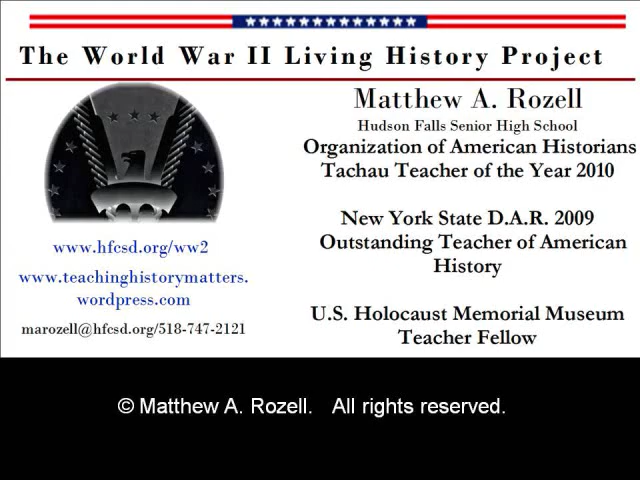 The World War II Living History Project
Matthew A. Rozell
Hudson Falls Senior High School
Organization of American Historians
Tachau Teacher of the Year 2010
New York State D.A.R. 2009
Outstanding Teacher of American
History
U.S. Holocaust Memorial Museum
Teacher Fellow
www.hfcsd.org/ww2
www.teachinghistorymatters.
wordpress.com
marozell@hfcsd.org/518-747-2121
© Matthew A. Rozell. All rights reserved.